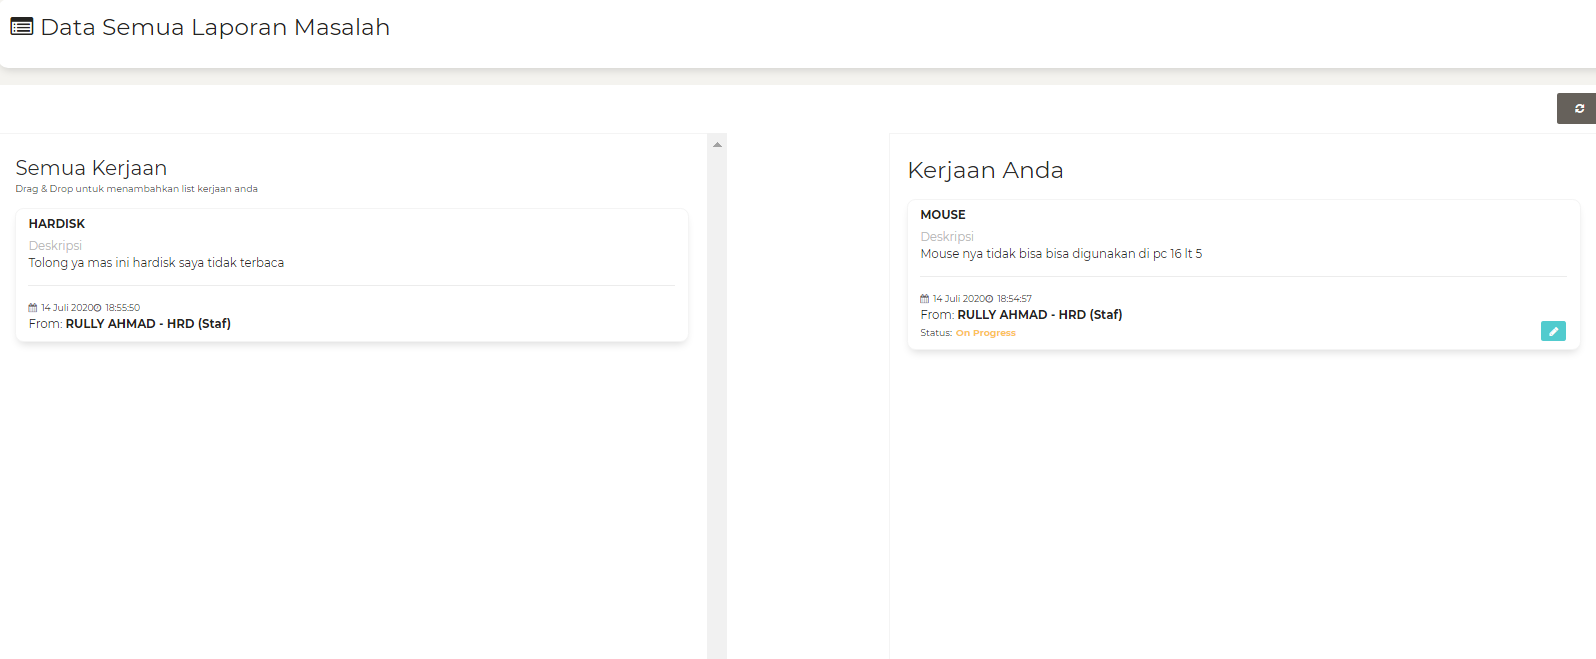 Data Semua Laporan Masalah
Semua Kerjaan
Drag & Drop untuk menambahkan list kerjaan anda
HARDISK
Deskripsi
Tolong ya mas ini hardisk saya tidak terbaca
14 Juli 2020 18:55:50
From: RULLY AHMAD - HRD (Staf)
Kerjaan Anda
MOUSE
Deskripsi
Mouse nya tidak bisa bisa digunakan di pc 16 lt 5
14 Juli 2020 18:54:57
From: RULLY AHMAD - HRD (Staf)
Status: On Progress